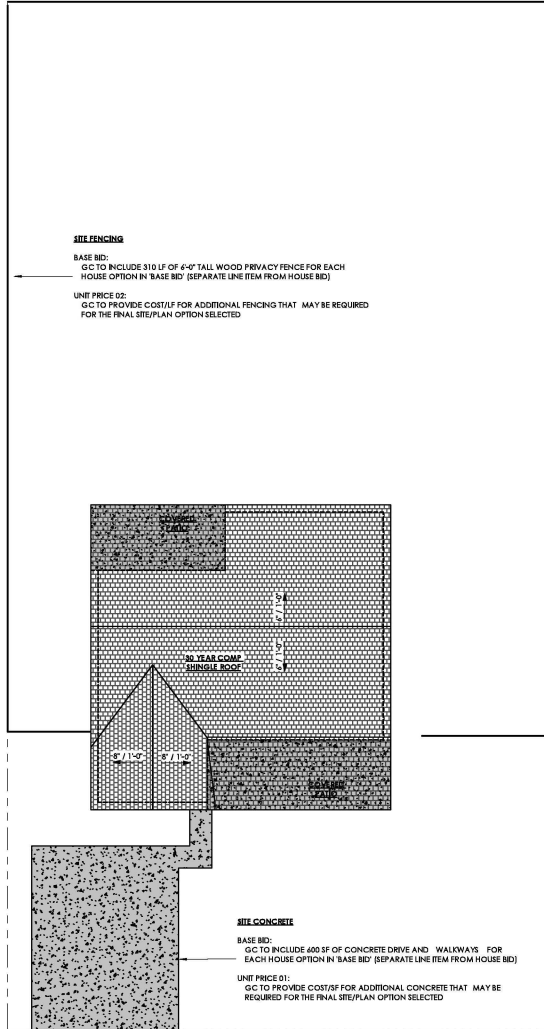 SITE FENCING
BASE BID:
GC TO INCLUDE 310 LF OF 6'-0" TALL WOOD PRIVACY FENCE FOR EACH
HOUSE OPTION IN 'BASE BID' (SEPARATE LINE ITEM FROM HOUSE BID)
UNIT PRICE 02:
GC TO PROVIDE COST/LF FOR ADDITIONAL FENCING THAT MAY BE REQUIRED
FOR THE FINAL SITE/PLAN OPTION SELECTED
COVERED
PATIO
6" / 1'-0"
30 YEAR COMP
SHINGLE ROOF
6" / 1'-0"
8" / 1'-0"
8" / 1'-0"
COVERED
PATIO
SITE CONCRETE
BASE BID:
GC TO INCLUDE 600 SF OF CONCRETE DRIVE AND WALKWAYS FOR
EACH HOUSE OPTION IN 'BASE BID' (SEPARATE LINE ITEM FROM HOUSE BID)
UNIT PRICE 01:
GC TO PROVIDE COST/SF FOR ADDITIONAL CONCRETE THAT MAY BE
REQUIRED FOR THE FINAL SITE/PLAN OPTION SELECTED